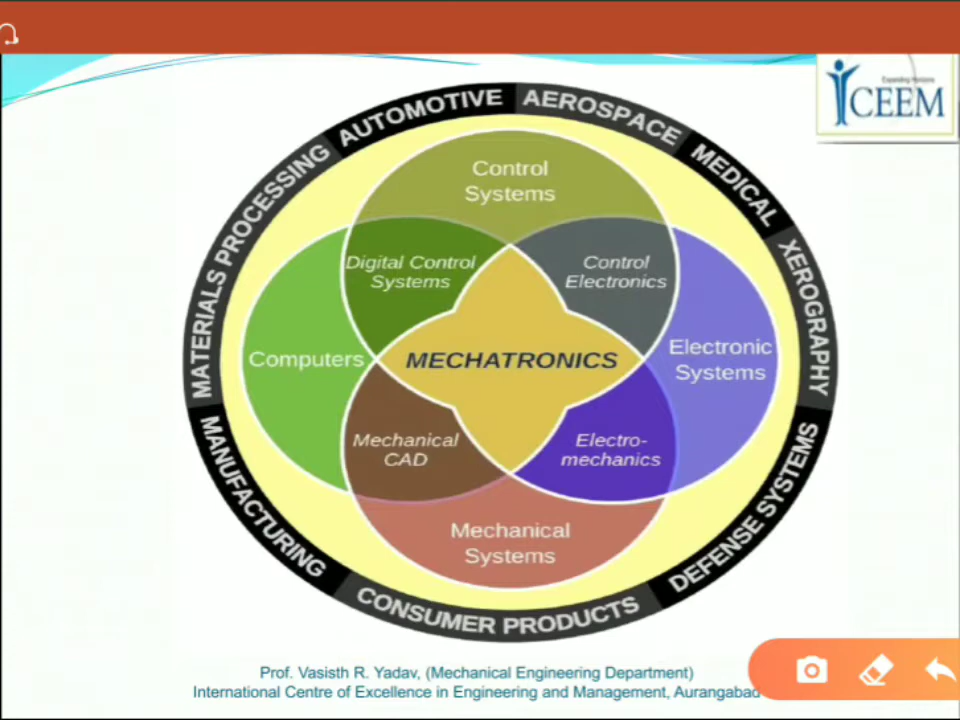 Expanding Horizons
ICEEM
AUTOMOTIVE
AEROSPACE
MEDICAL
XEROGRAPHY
DEFENSE SYSTEMS
CONSUMER PRODUCTS
MANUFACTURING
MATERIALS PROCESSING
Control
Systems
Digital Control
Systems
Control
Electronics
Computers
MECHATRONICS
Electronic
Systems
Mechanical
CAD
Electro-
mechanics
Mechanical
Systems
Prof. Vasisth R. Yadav, (Mechanical Engineering Department)
International Centre of Excellence in Engineering and Management, Aurangabad